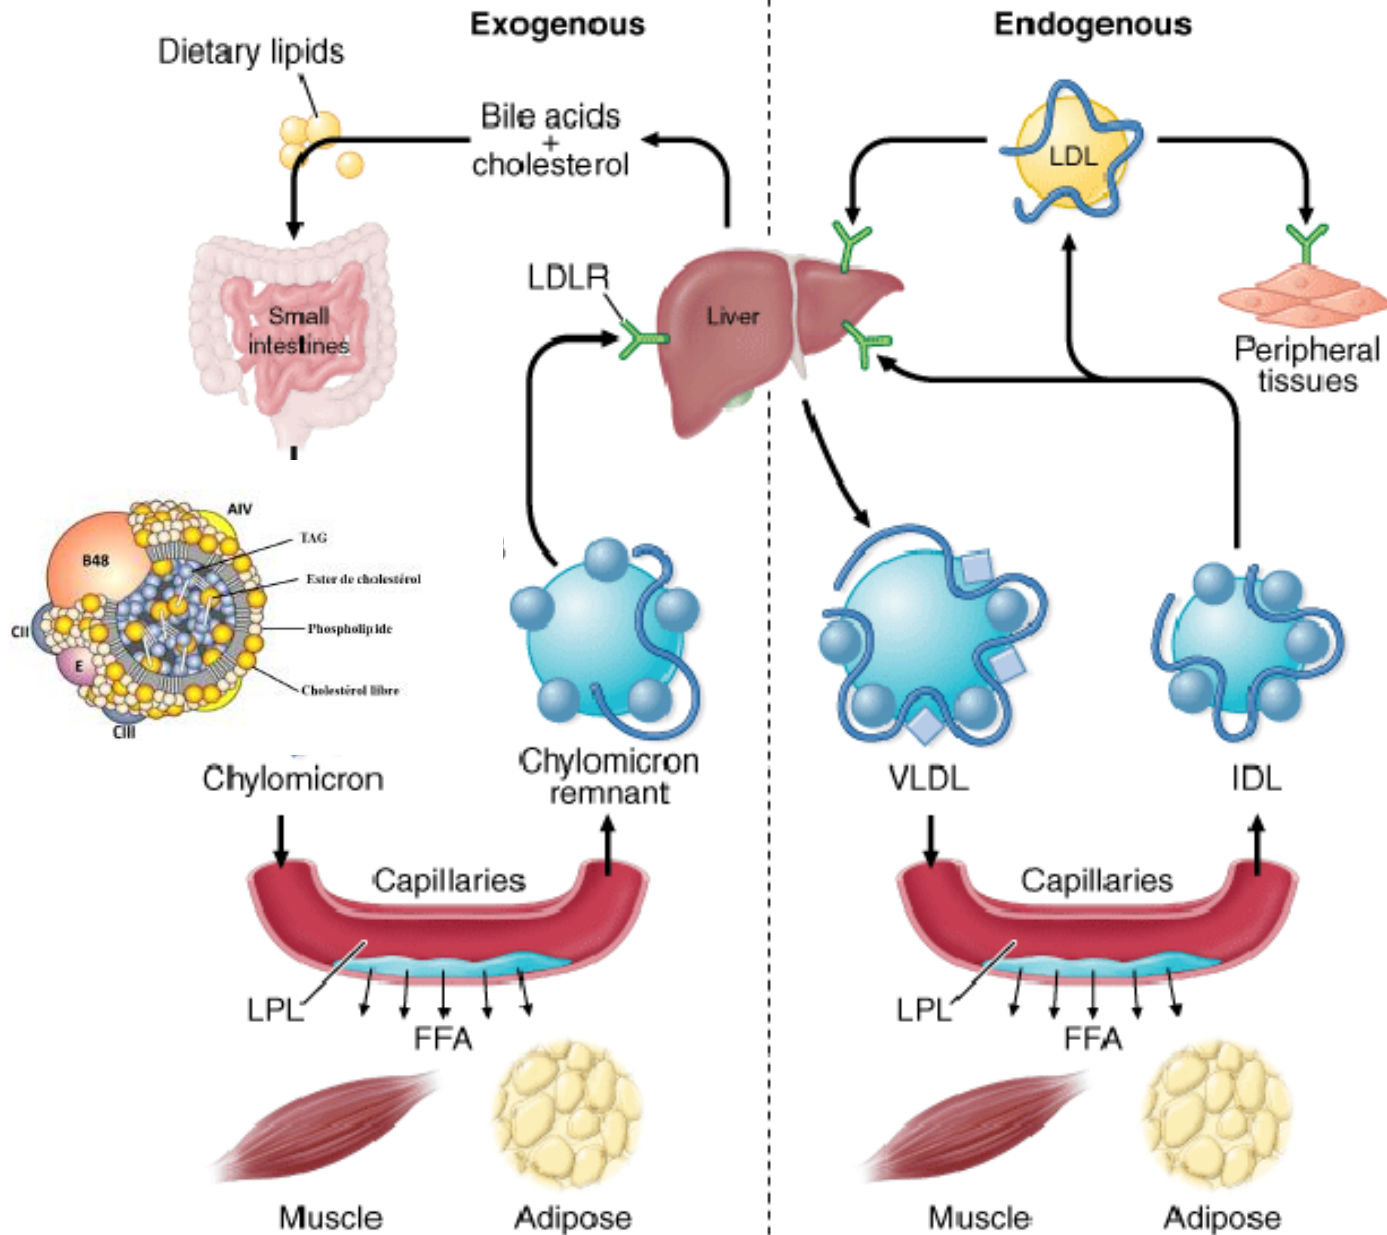 Exogenous
Endogenous
Dietary lipids
Bile acids
+
cholesterol
LDL
LDLR
Liver
Small
intestines
Peripheral
tissues
AIV
B48
TAG
Ester de cholestérol
CII
Phospholipide
E
Cholestérol libre
CIII
Chylomicron
Chylomicron
remnant
VLDL
IDL
Capillaries
Capillaries
LPL
FFA
LPL
FFA
Muscle
Adipose
Muscle
Adipose